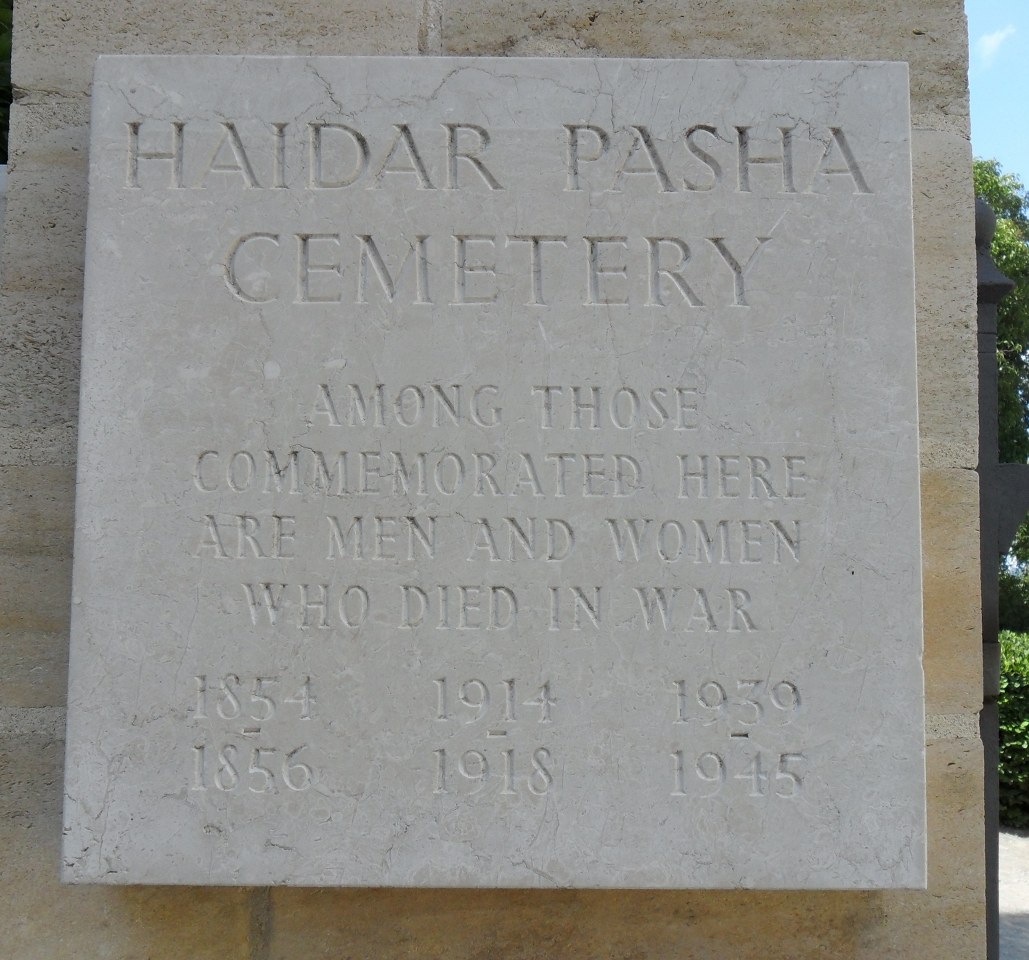 HAIDAR PASHA
CEMETERY
AMONG THOSE
COMMEMORATED HERE
ARE MEN AND WOMEN
WHO DIED IN WAR
1854 1914 1939
- - -
1856 1918 1945